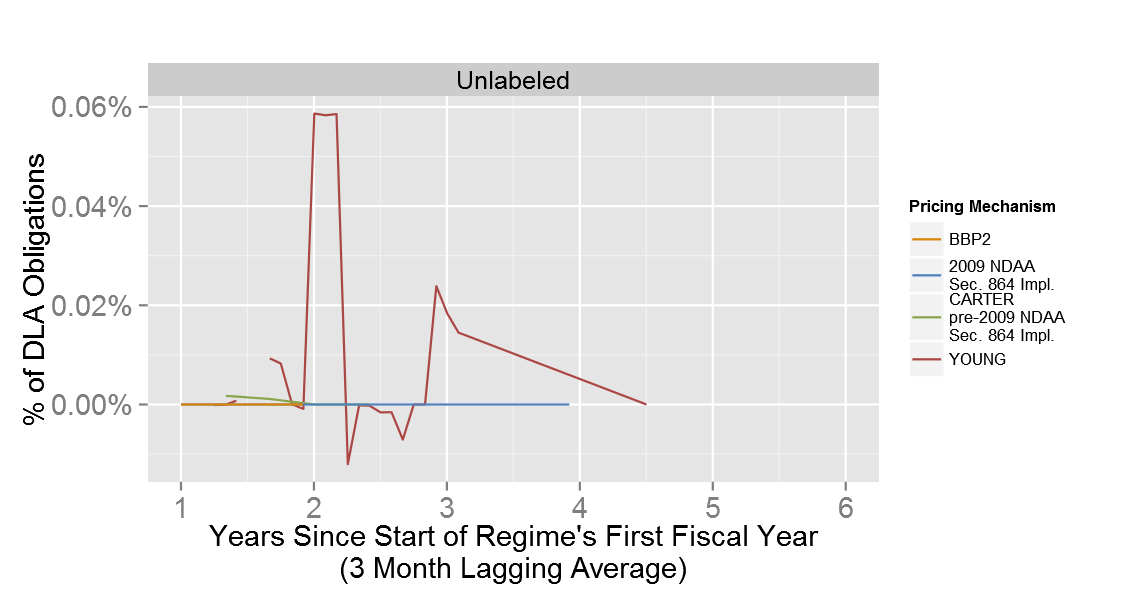 Unlabeled
0.06%
0.04%
0.02%
0.00%
% of DLA Obligations
1 2 3 4 5 6
Years Since Start of Regime's First Fiscal Year
(3 Month Lagging Average)
Pricing Mechanism
BBP2
2009 NDAA
Sec. 864 Impl.
CARTER
pre-2009 NDAA
Sec. 864 Impl.
YOUNG